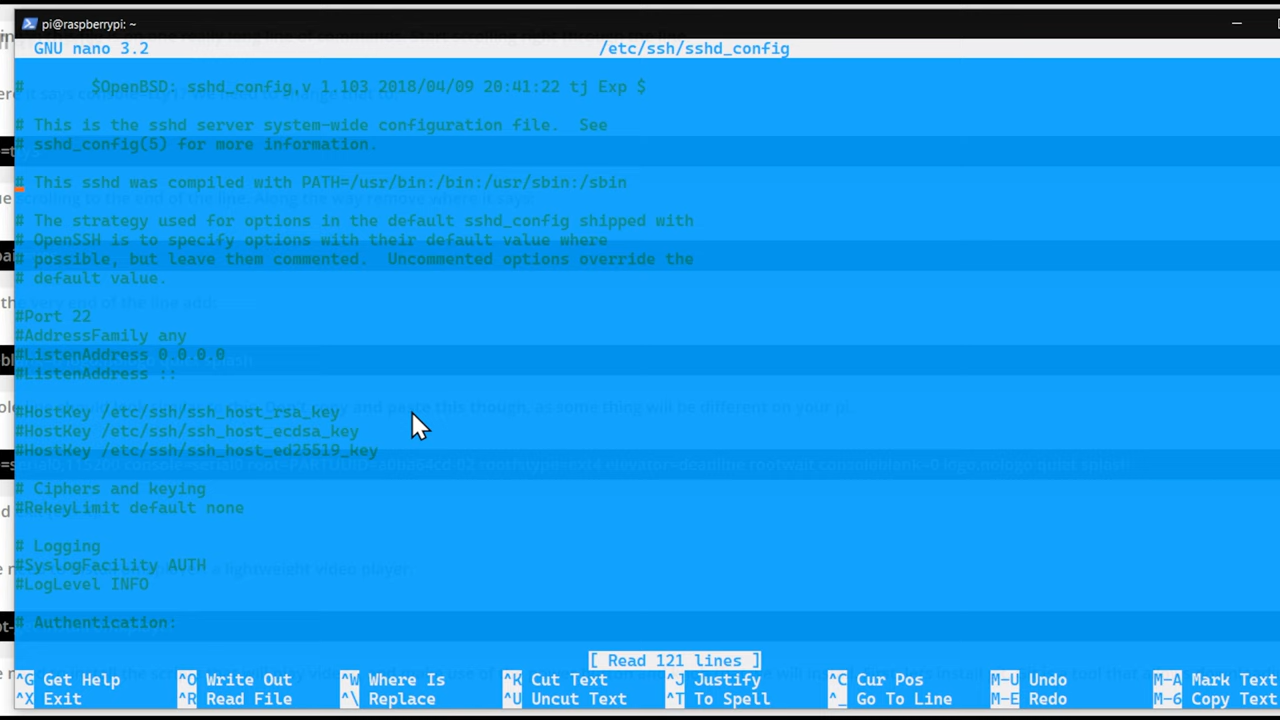 pi@raspberrypi: ~
GNU nano 3.2 /etc/ssh/sshd_config
# $OpenBSD: sshd_config,v 1.103 2018/04/09 20:41:22 tj Exp $
# This is the sshd server system-wide configuration file. See
# sshd_config(5) for more information.
# This sshd was compiled with PATH=/usr/bin:/bin:/usr/sbin:/sbin
# The strategy used for options in the default sshd_config shipped with
# OpenSSH is to specify options with their default value where
# possible, but leave them commented. Uncommented options override the
# default value.
#Port 22
#AddressFamily any
#ListenAddress 0.0.0.0
#ListenAddress ::
#HostKey /etc/ssh/ssh_host_rsa_key
#HostKey /etc/ssh/ssh_host_ecdsa_key
#HostKey /etc/ssh/ssh_host_ed25519_key
# Ciphers and keying
#RekeyLimit default none
# Logging
#SyslogFacility AUTH
#LogLevel INFO
# Authentication:
[ Read 121 lines ]
^G Get Help ^O Write Out ^W Where Is ^K Cut Text ^J Justify ^C Cur Pos M-U Undo M-A Mark Text
^X Exit ^R Read File ^\ Replace ^U Uncut Text ^T To Spell ^_ Go To Line M-E Redo M-6 Copy Text